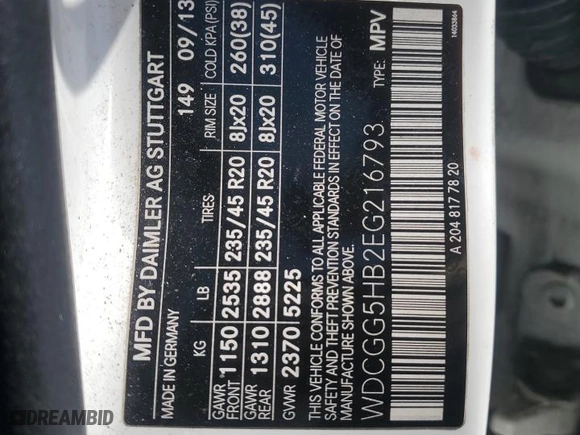 MFD BY DAIMLER AG STUTTGART
MADE IN GERMANY 149 09/13
KG LB TIRES RIM SIZE COLD KPA(PSI)
GAWR FRONT 1150 2535 235/45 R20 8Jx20 260(38)
GAWR REAR 1310 2888 235/45 R20 8Jx20 310(45)
GVWR 2370 5225
THIS VEHICLE CONFORMS TO ALL APPLICABLE FEDERAL MOTOR VEHICLE
SAFETY AND THEFT PREVENTION STANDARDS IN EFFECT ON THE DATE OF
MANUFACTURE SHOWN ABOVE.
TYPE: MPV
WDCGG5HB2EG216793
A 204 817 78 20
14033864
DREAMBID